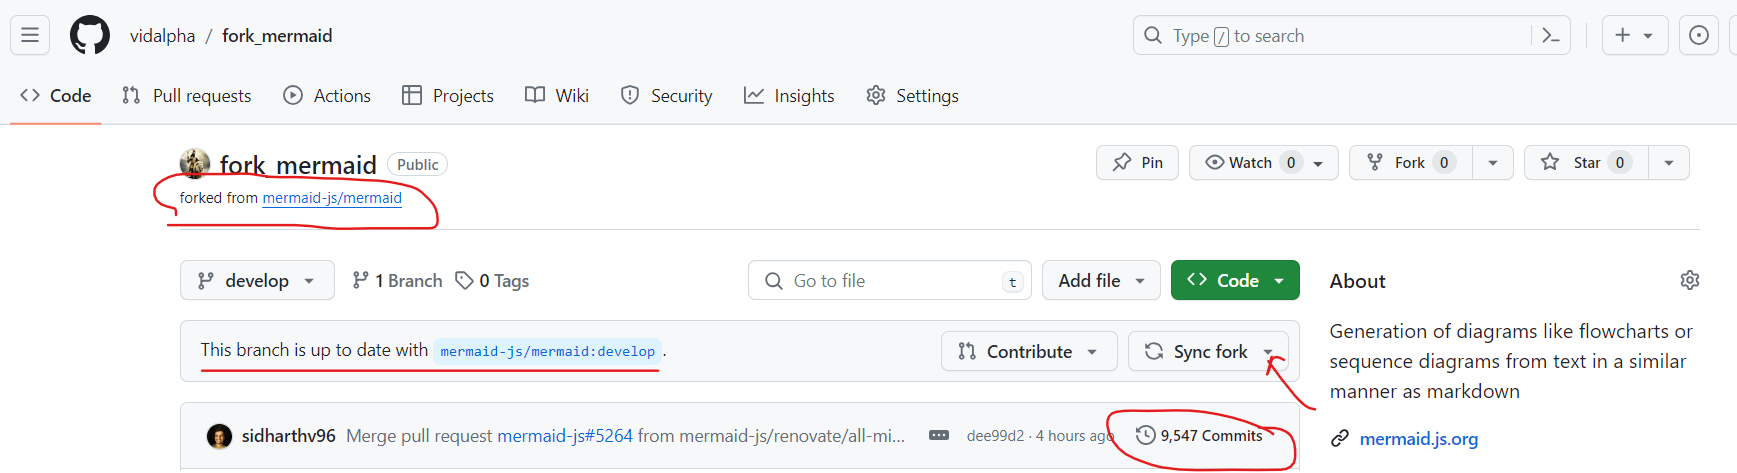 vidalpha / fork_mermaid
Type / to search
Code Pull requests Actions Projects Wiki Security Insights Settings
fork_mermaid Public
Pin Watch 0 Fork 0 Star 0
forked from mermaid-js/mermaid
develop 1 Branch 0 Tags Go to file t Add file Code
About
Generation of diagrams like flowcharts or
sequence diagrams from text in a similar
manner as markdown
mermaid.js.org
This branch is up to date with mermaid-js/mermaid:develop. Contribute Sync fork
sidharthv96 Merge pull request mermaid-js#5264 from mermaid-js/renovate/all-mi... dee99d2 · 4 hours ago 9,547 Commits